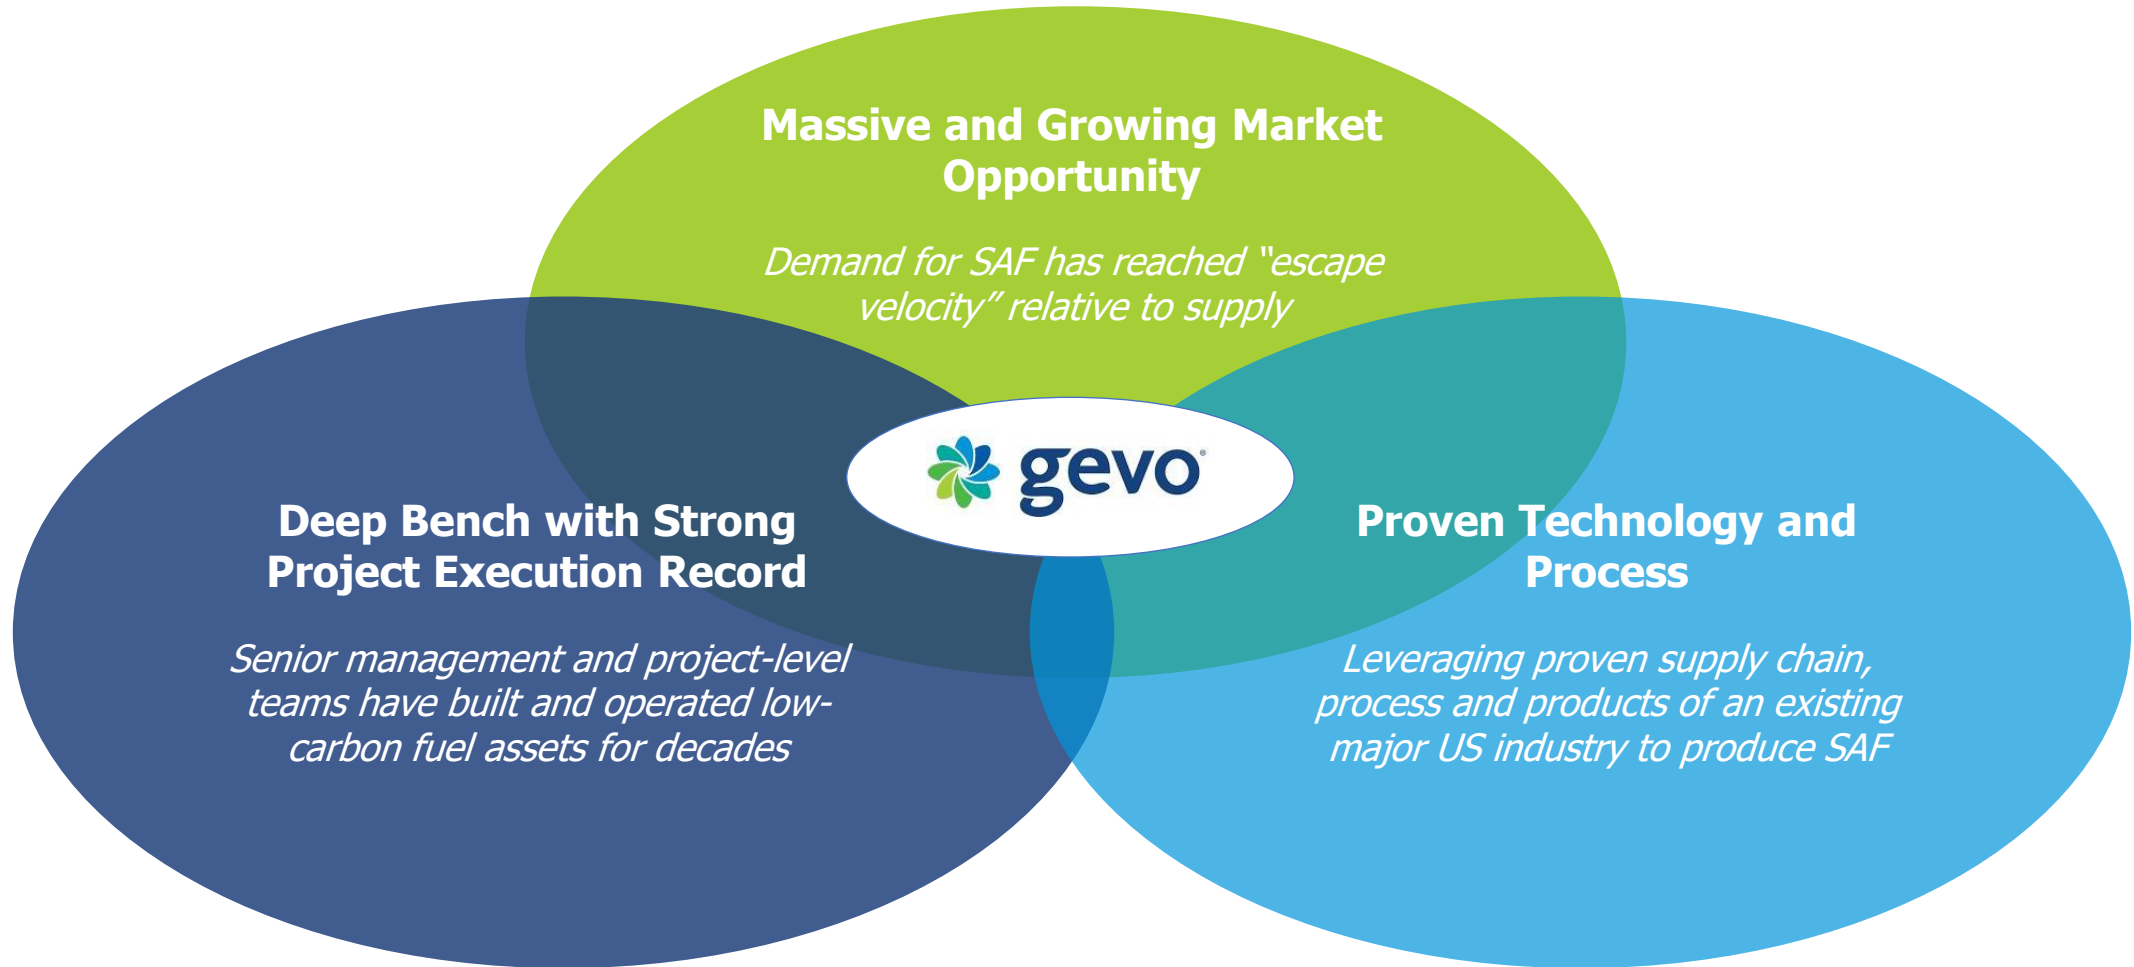 Massive and Growing Market
Opportunity
Demand for SAF has reached “escape
velocity” relative to supply
gevo®
Deep Bench with Strong
Project Execution Record
Senior management and project-level
teams have built and operated low-
carbon fuel assets for decades
Proven Technology and
Process
Leveraging proven supply chain,
process and products of an existing
major US industry to produce SAF